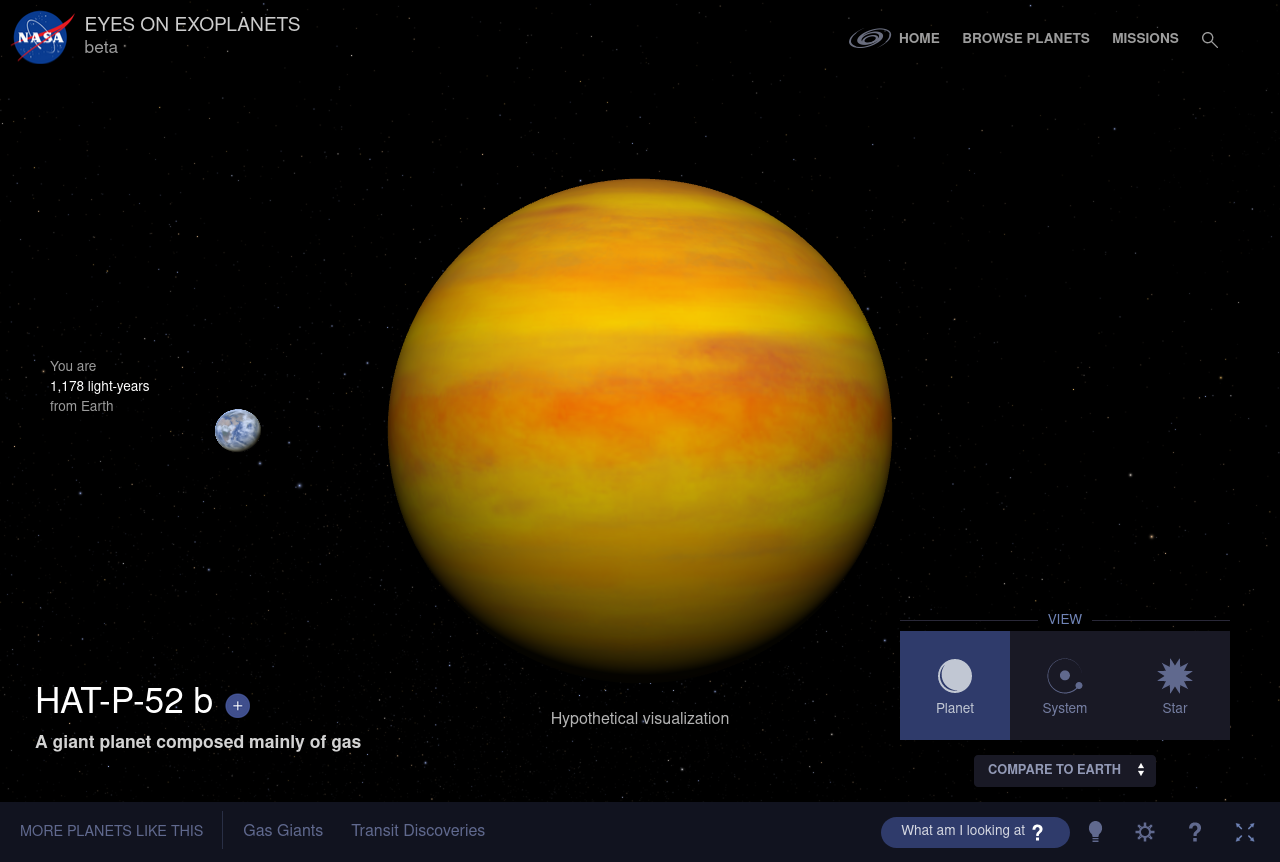 NASA
EYES ON EXOPLANETS
beta
HOME
BROWSE PLANETS
MISSIONS
You are
1,178 light-years
from Earth
HAT-P-52 b
A giant planet composed mainly of gas
Hypothetical visualization
VIEW
Planet
System
Star
COMPARE TO EARTH
MORE PLANETS LIKE THIS
Gas Giants
Transit Discoveries
What am I looking at ?